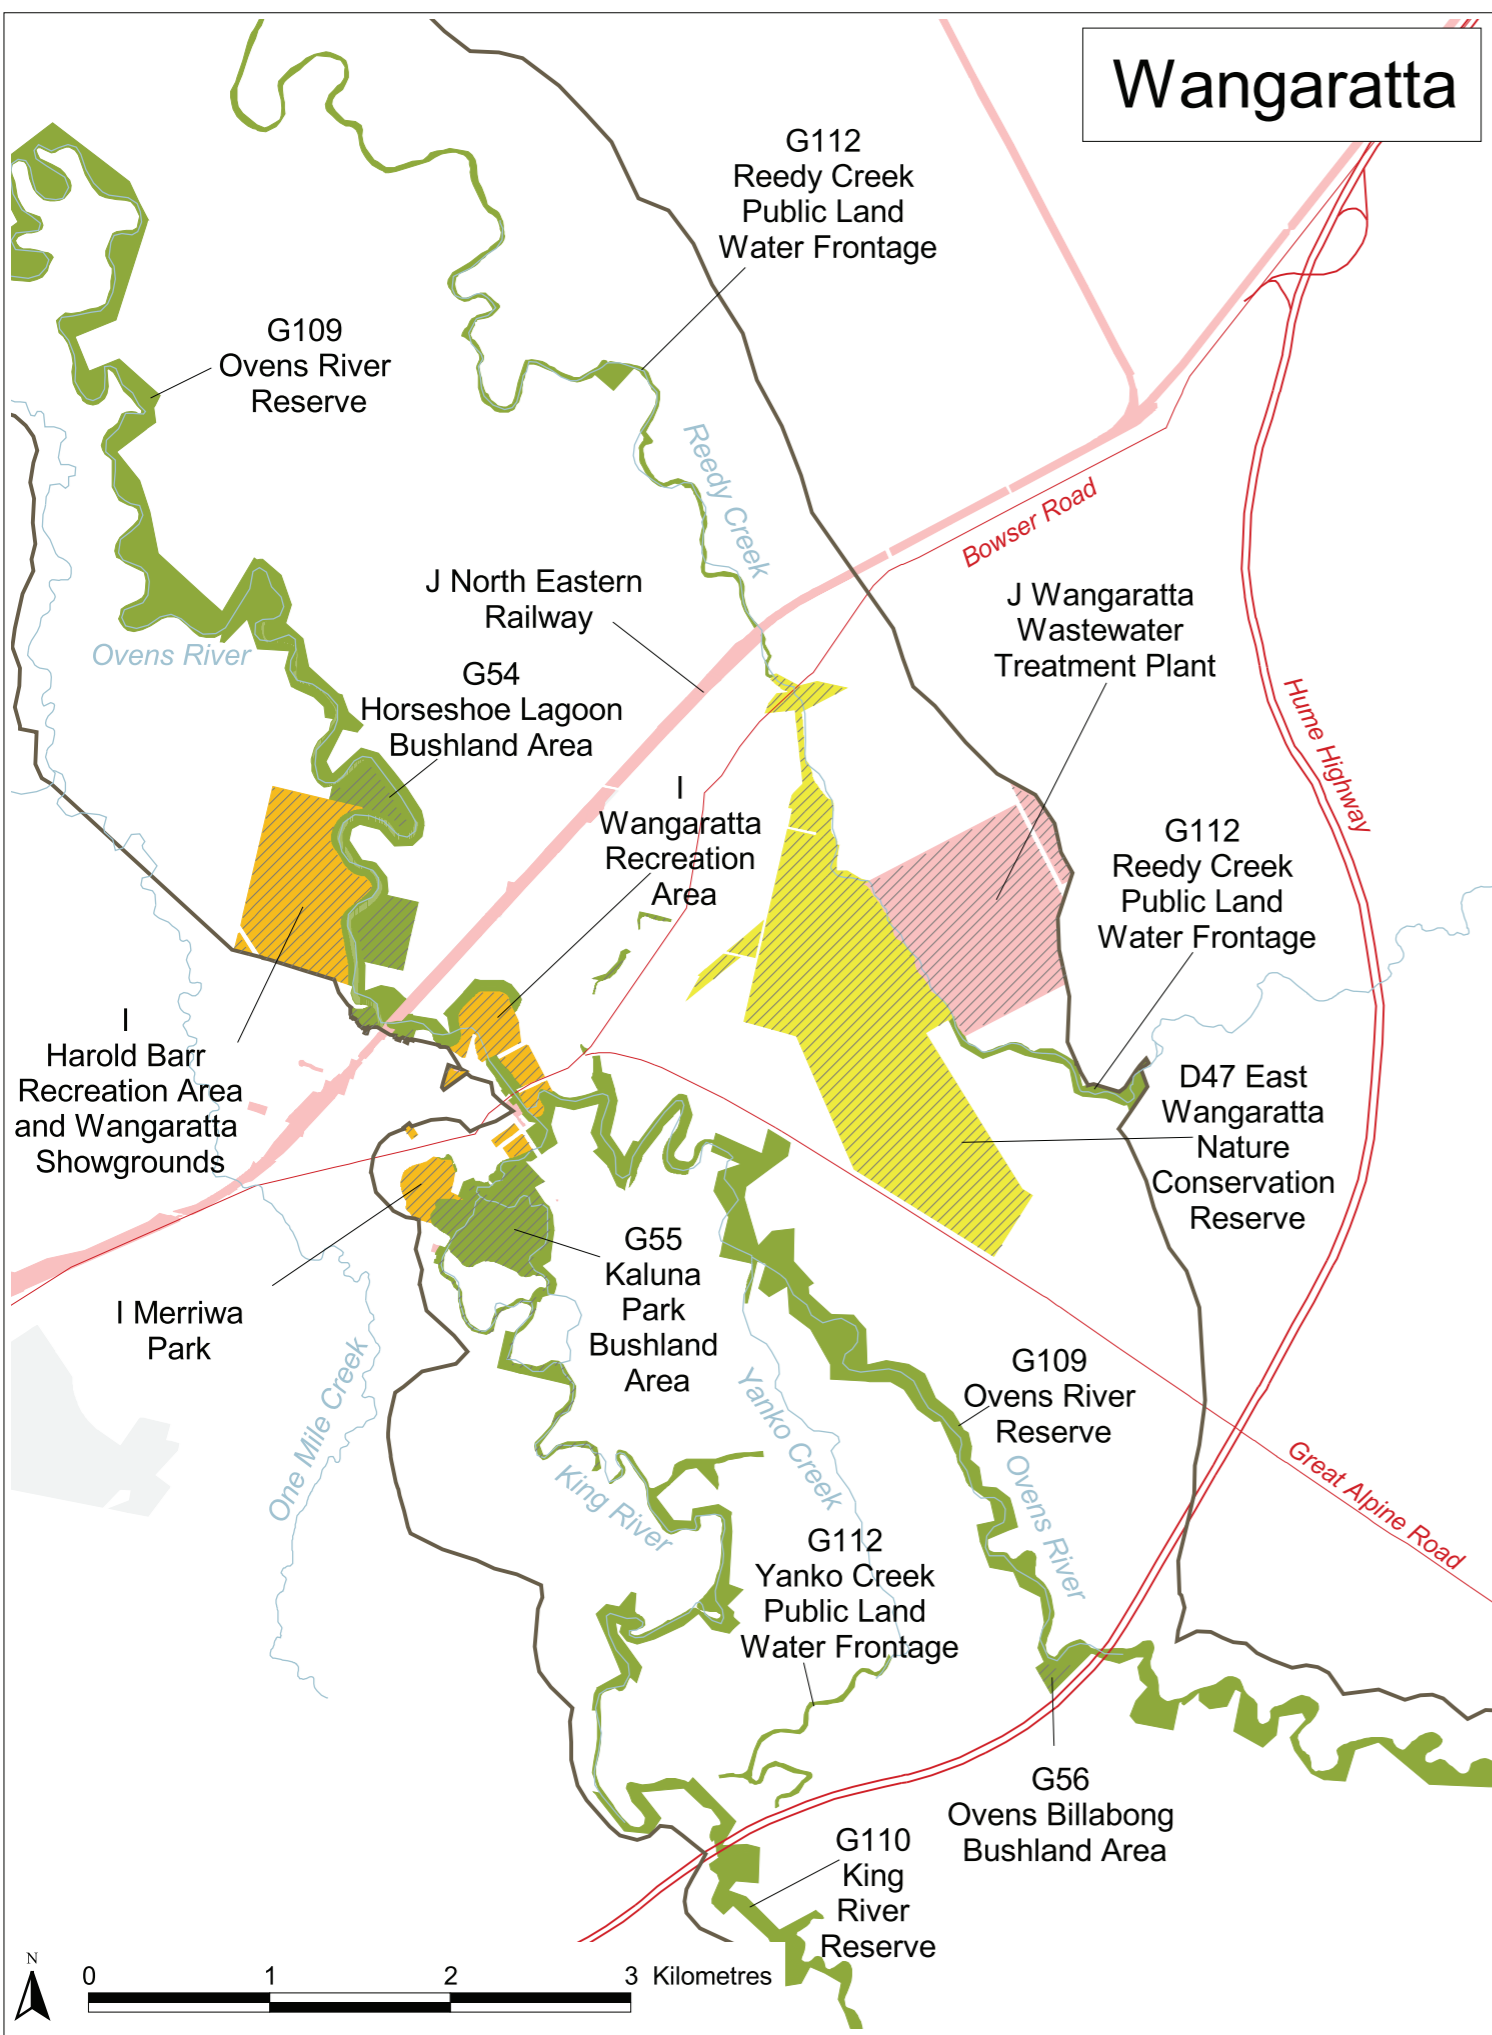 Wangaratta
G112
Reedy Creek
Public Land
Water Frontage
G109
Ovens River
Reserve
Reedy Creek
Bowser Road
J North Eastern
Railway
J Wangaratta
Wastewater
Treatment Plant
Ovens River
G54
Horseshoe Lagoon
Bushland Area
Hume Highway
I
Wangaratta
Recreation
Area
G112
Reedy Creek
Public Land
Water Frontage
I
Harold Barr
Recreation Area
and Wangaratta
Showgrounds
D47 East
Wangaratta
Nature
Conservation
Reserve
G55
Kaluna
Park
Bushland
Area
I Merriwa
Park
One Mile Creek
Yanko Creek
G109
Ovens River
Reserve
King River
Ovens River
Great Alpine Road
G112
Yanko Creek
Public Land
Water Frontage
G56
Ovens Billabong
Bushland Area
G110
King
River
Reserve
N
0 1 2 3 Kilometres